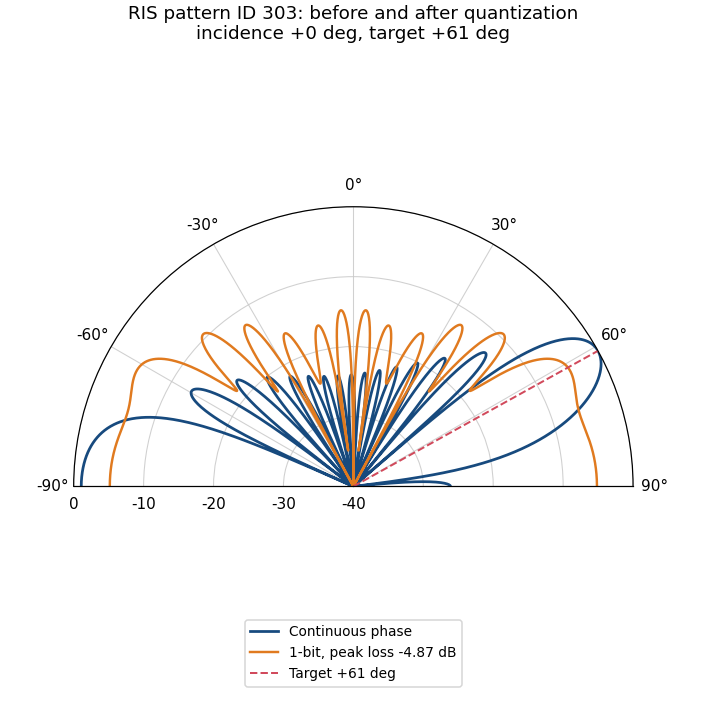 RIS pattern ID 303: before and after quantization
incidence +0 deg, target +61 deg
0°
-30°
30°
-60°
60°
-90°
90°
0
-10
-20
-30
-40
Continuous phase
1-bit, peak loss -4.87 dB
Target +61 deg